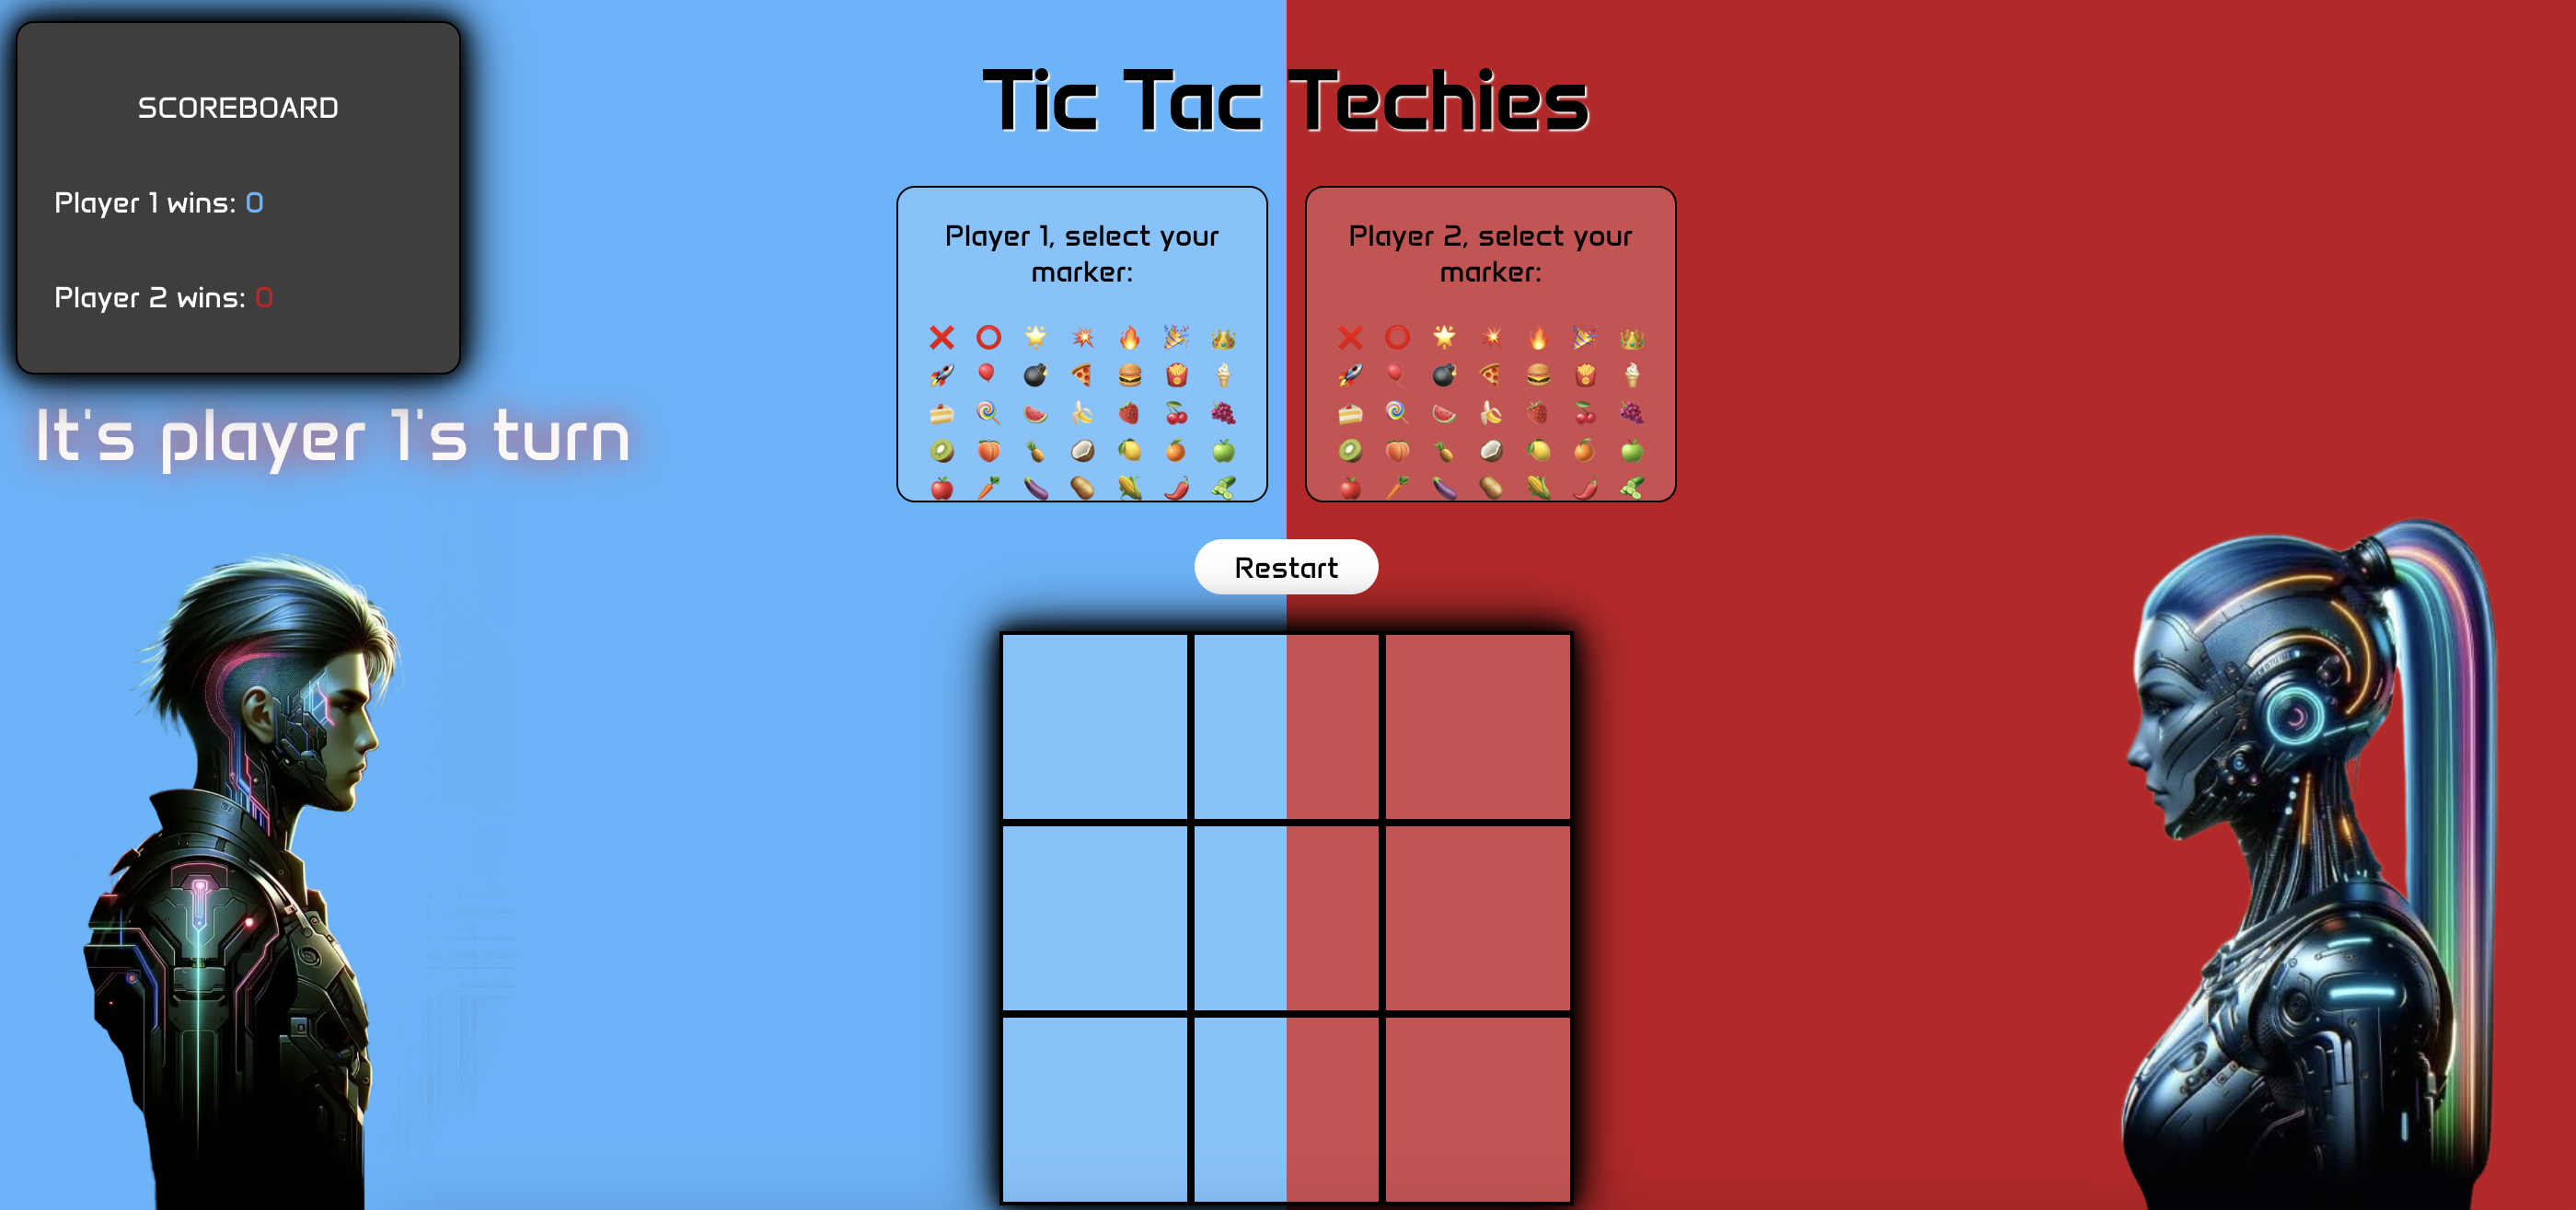 SCOREBOARD
Player 1 wins: 0
Player 2 wins: 0
It's player 1's turn
Tic Tac Techies
Player 1, select your
marker:
Player 2, select your
marker:
Restart